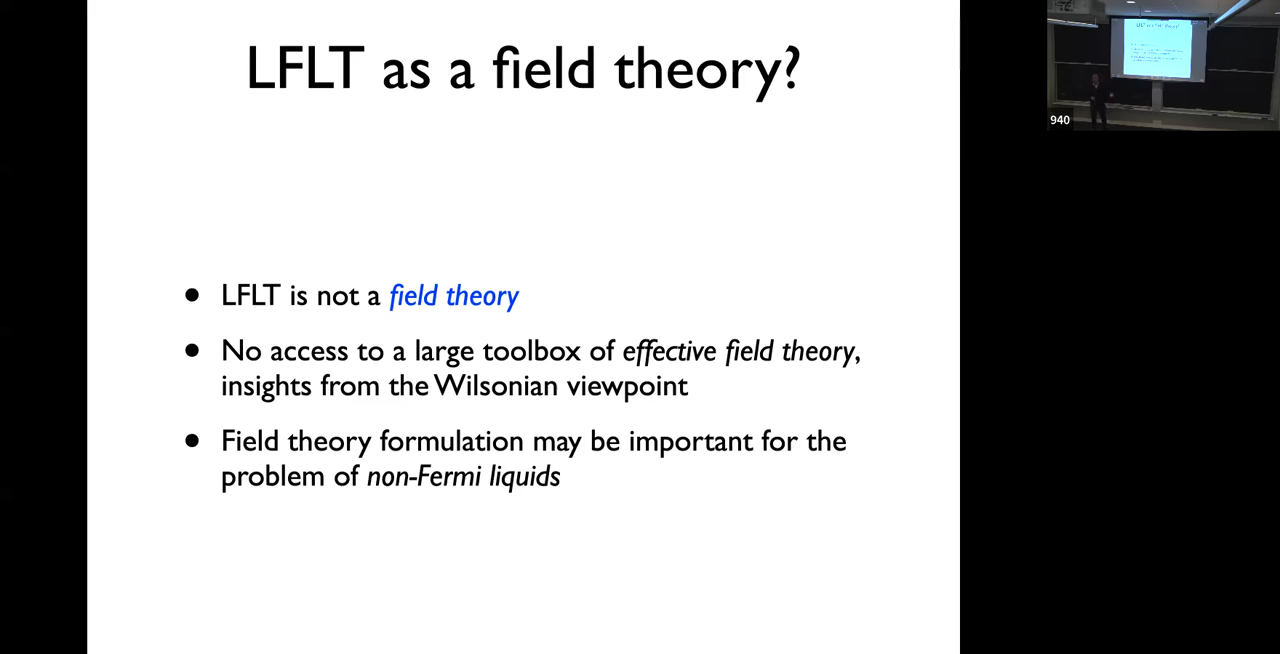 LFLT as a field theory?
940
• LFLT is not a field theory
• No access to a large toolbox of effective field theory,
insights from the Wilsonian viewpoint
• Field theory formulation may be important for the
problem of non-Fermi liquids